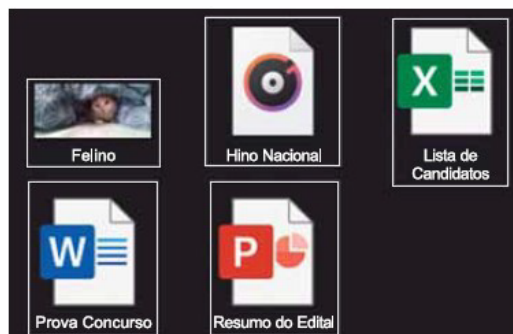 Felino
Hino Nacional
X
Lista de
Candidatos
W
Prova Concurso
P
Resumo do Edital